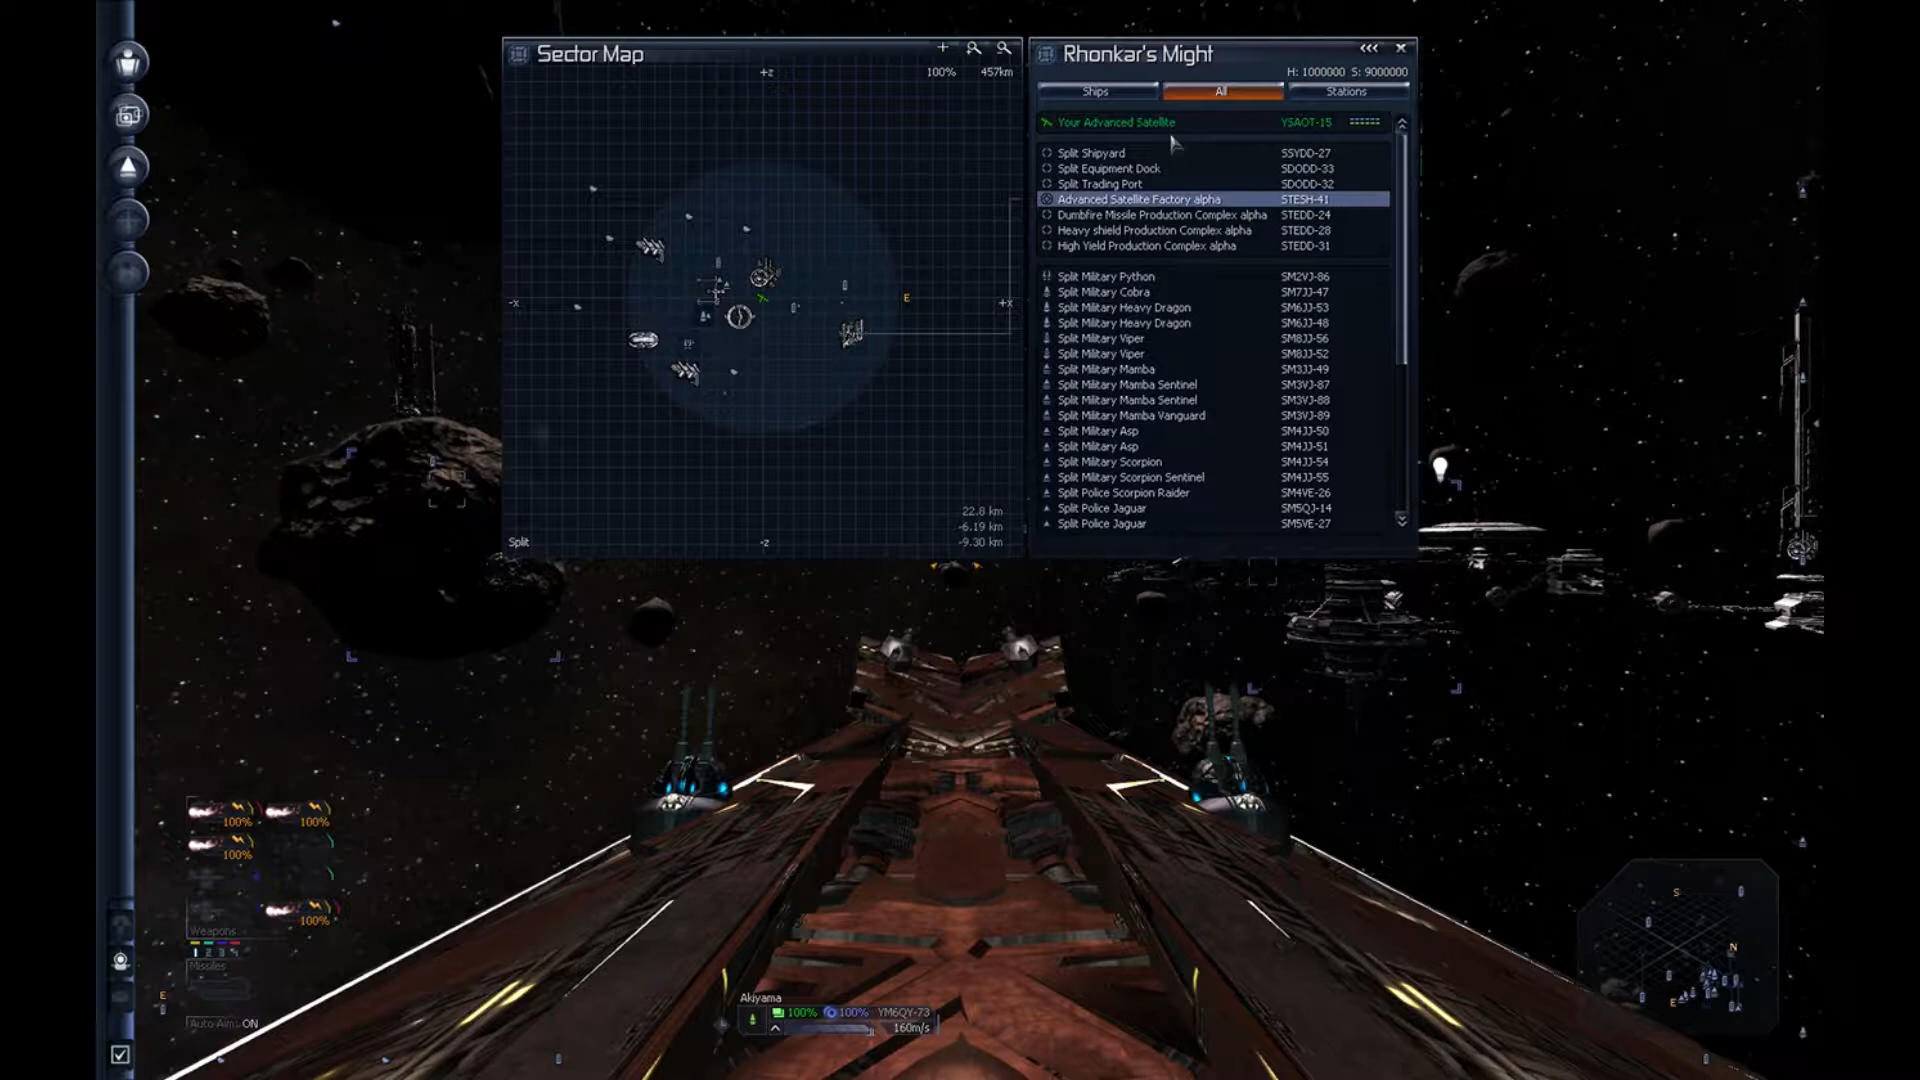 Sector Map
100% 457km
+z
-x
E
+x
22.8 km
-6.19 km
-9.30 km
Split
-z
Rhonkar's Might
H: 1000000 S: 9000000
Ships All Stations
Your Advanced Satellite YSAOT-15
Split Shipyard SSYDD-27
Split Equipment Dock SDODD-33
Split Trading Port SDODD-32
Advanced Satellite Factory alpha STESH-41
Dumbfire Missile Production Complex alpha STEDD-24
Heavy shield Production Complex alpha STEDD-28
High Yield Production Complex alpha STEDD-31
Split Military Python SM2VJ-86
Split Military Cobra SM7JJ-47
Split Military Heavy Dragon SM6JJ-53
Split Military Heavy Dragon SM6JJ-48
Split Military Viper SM8JJ-56
Split Military Viper SM8JJ-52
Split Military Mamba SM3JJ-49
Split Military Mamba Sentinel SM3VJ-87
Split Military Mamba Sentinel SM3VJ-88
Split Military Mamba Vanguard SM3VJ-89
Split Military Asp SM4JJ-50
Split Military Asp SM4JJ-51
Split Military Scorpion SM4JJ-54
Split Military Scorpion Sentinel SM4JJ-55
Split Police Scorpion Raider SM4VE-26
Split Police Jaguar SM5QJ-14
Split Police Jaguar SM5VE-27
100% 100%
100%
100%
Weapons
1 2 3 4
Missiles
E
Auto Aim: ON
Akiyama
100% 100% YM6QY-73
160m/s
S
N
E